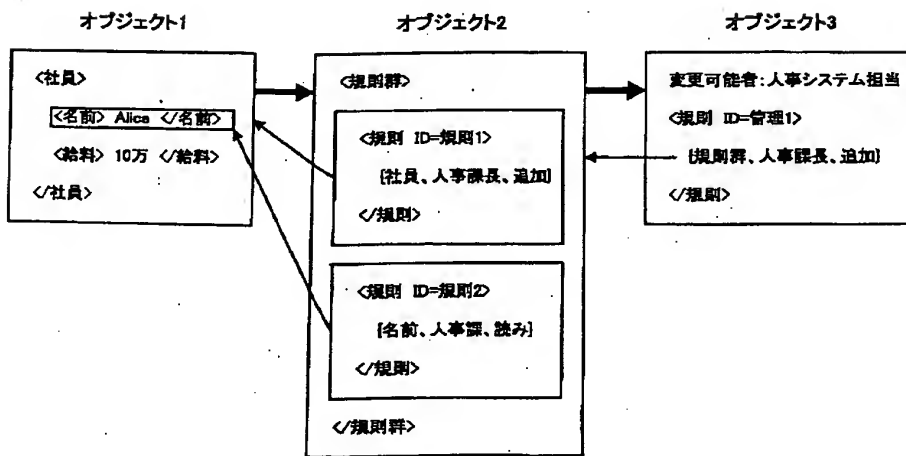 オブジェクト1
<社員>
<名前> Alice </名前>
<給料> 10万 </給料>
</社員>
オブジェクト2
<規則群>
<規則 ID=規則1>
[社員、人事課長、追加]
</規則>
<規則 ID=規則2>
[名前、人事課、読み]
</規則>
</規則群>
オブジェクト3
変更可能者：人事システム担当
<規則 ID=管理1>
[規則群、人事課長、追加]
</規則>